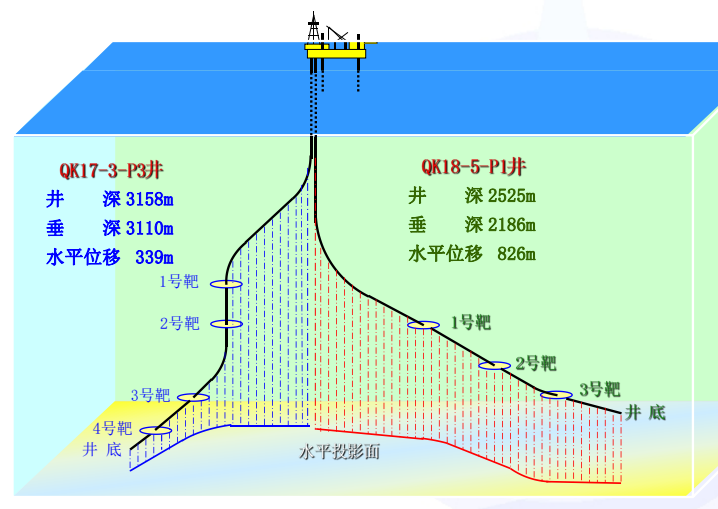 QK17-3-P3井
井 深 3158m
垂 深 3110m
水平位移 339m
QK18-5-P1井
井 深 2525m
垂 深 2186m
水平位移 826m
1号靶
2号靶
3号靶
4号靶
井 底
1号靶
2号靶
3号靶
井 底
水平投影面